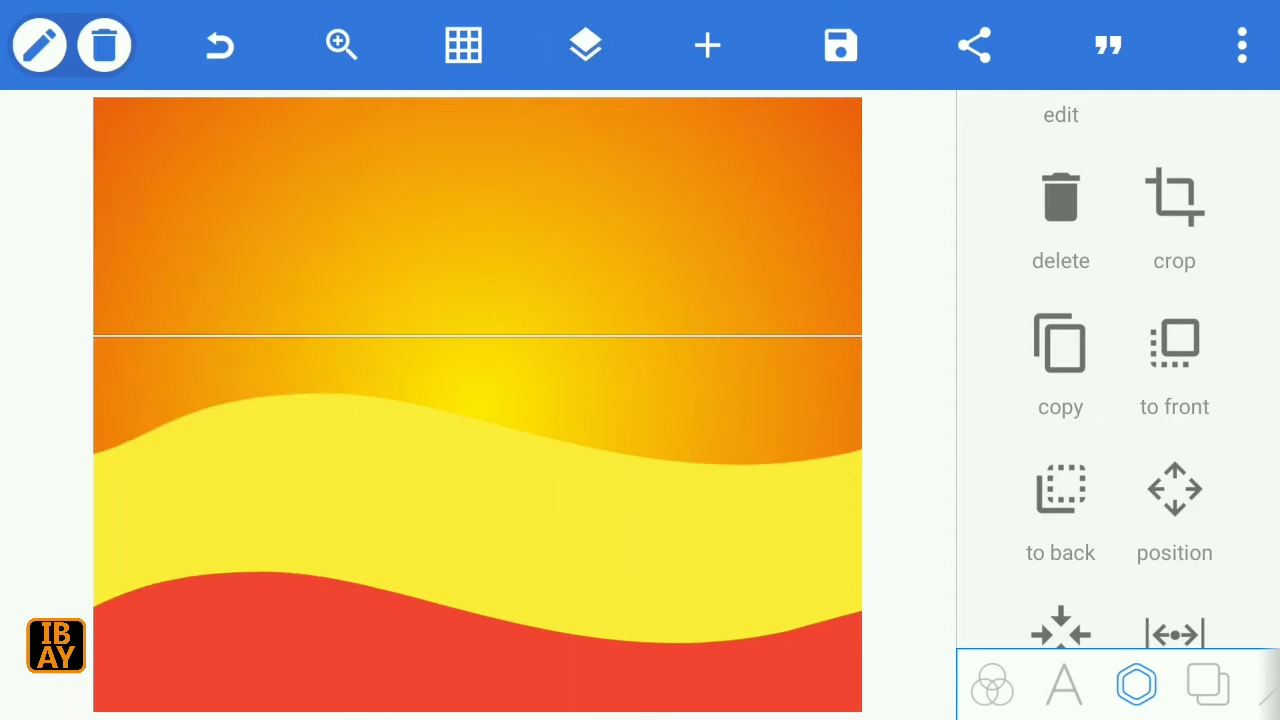 edit
delete
crop
copy
to front
to back
position
IB
AY